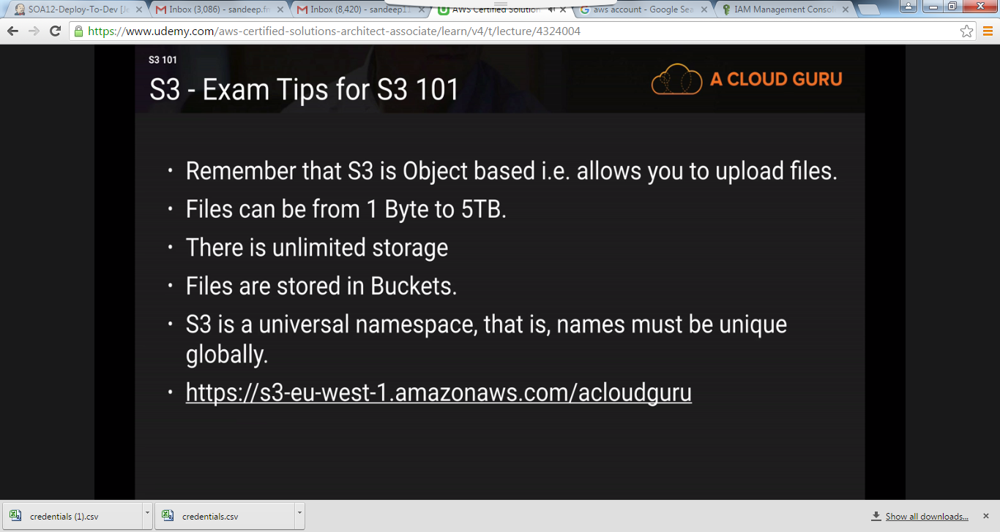 SOA12-Deploy-To-Dev [Je
Inbox (3,086) - sandeep.fr
Inbox (8,420) - sandeep11
AWS Certified Solution
aws account - Google Sea
IAM Management Consol
https://www.udemy.com/aws-certified-solutions-architect-associate/learn/v4/t/lecture/4324004
S3 101
S3 - Exam Tips for S3 101
A CLOUD GURU
• Remember that S3 is Object based i.e. allows you to upload files.
• Files can be from 1 Byte to 5TB.
• There is unlimited storage
• Files are stored in Buckets.
• S3 is a universal namespace, that is, names must be unique
globally.
• https://s3-eu-west-1.amazonaws.com/acloudguru
credentials (1).csv
credentials.csv
Show all downloads...